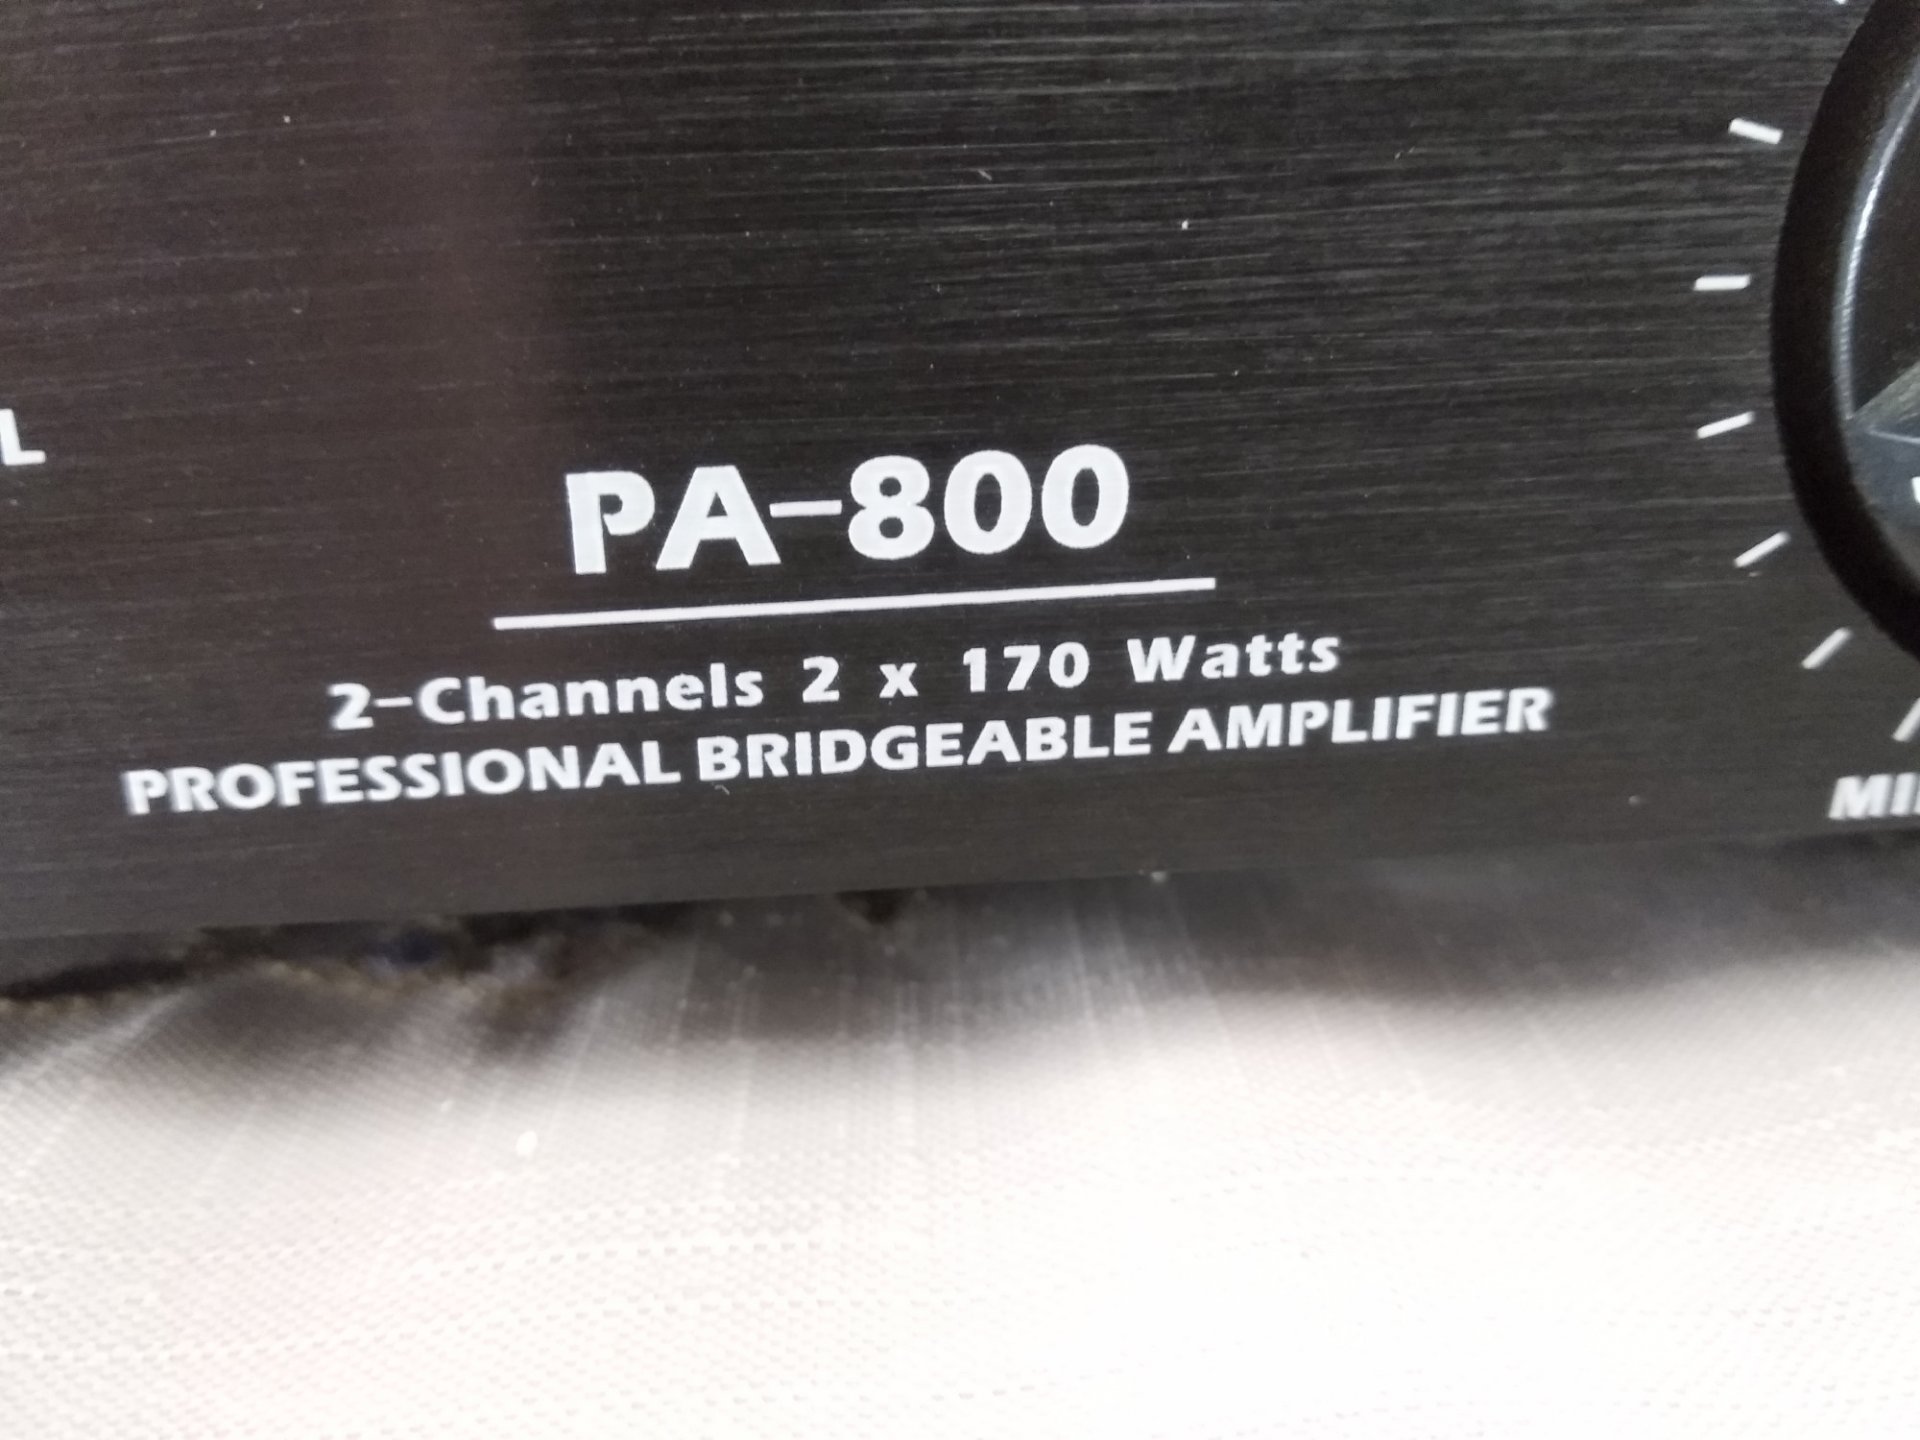 L
PA-800
2-Channels 2 x 170 Watts
PROFESSIONAL BRIDGEABLE AMPLIFIER